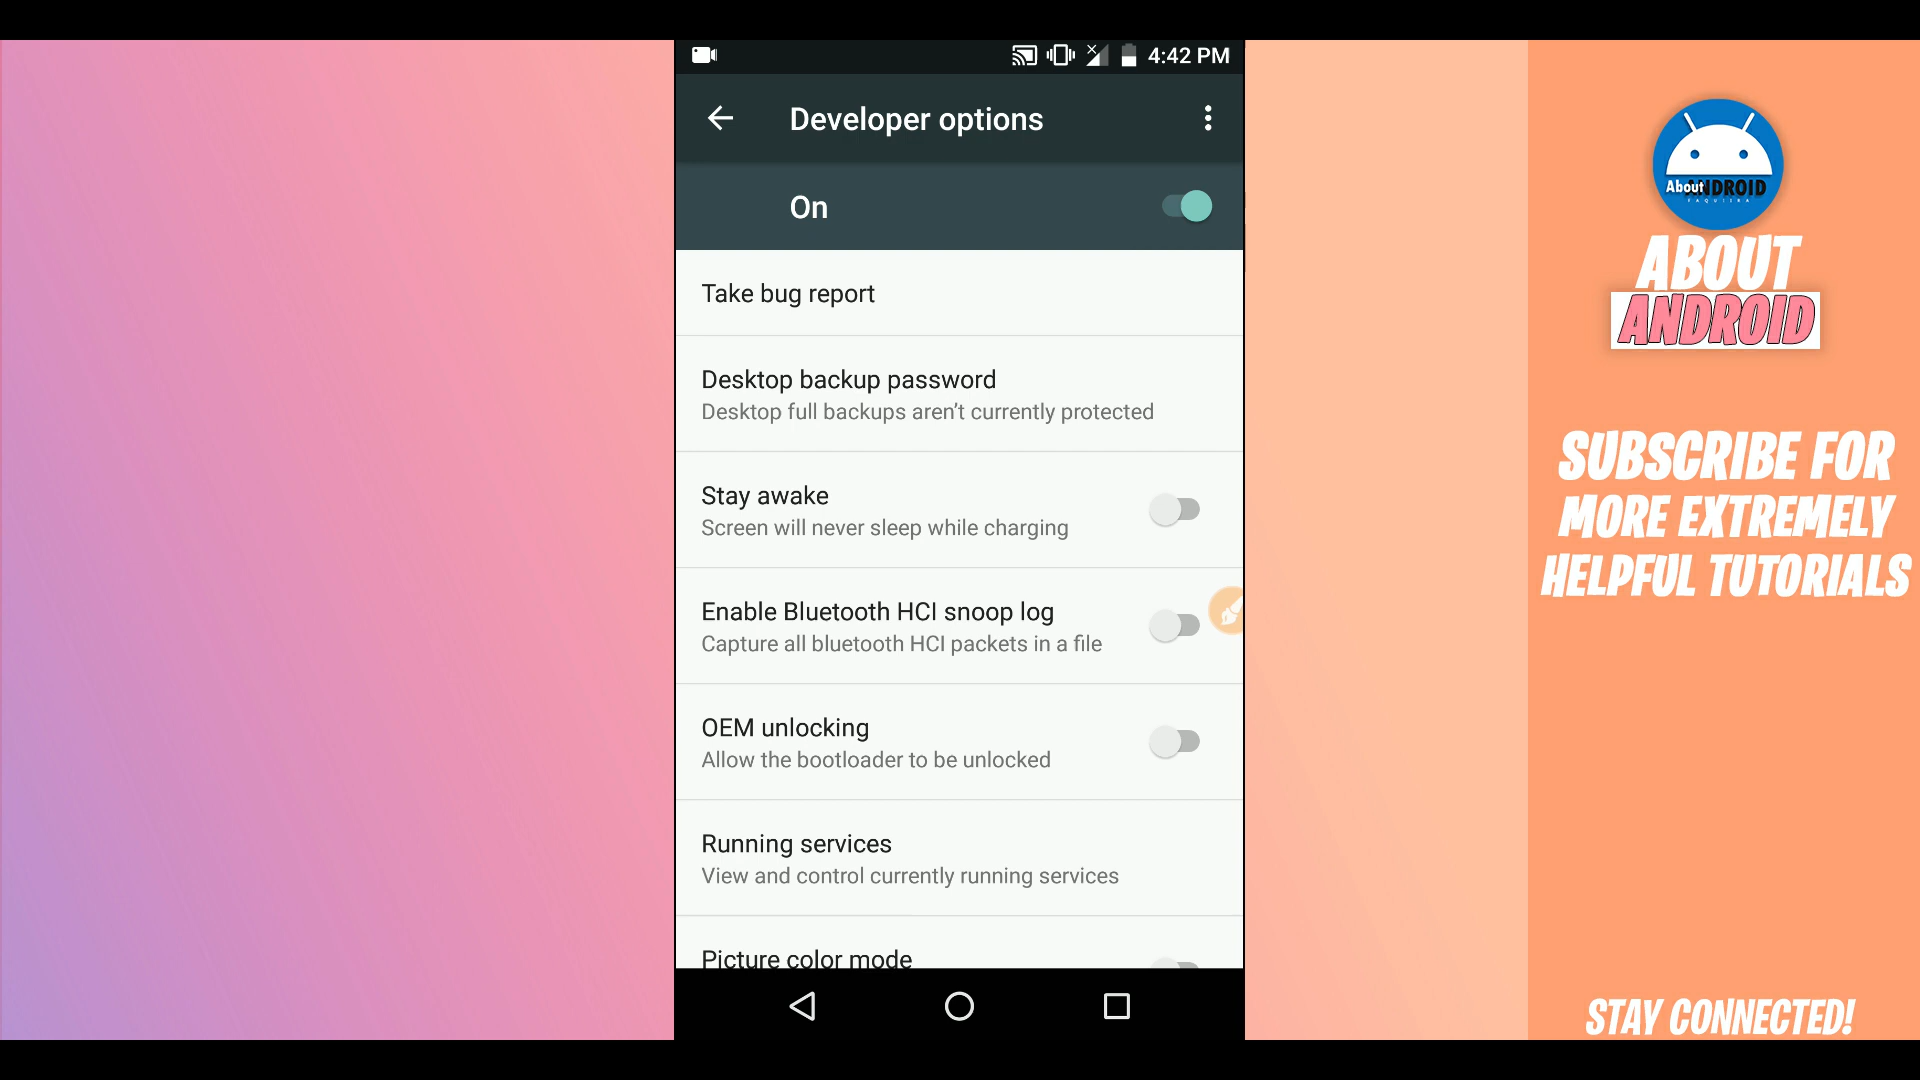 4:42 PM
Developer options
On
Take bug report
Desktop backup password
Desktop full backups aren’t currently protected
Stay awake
Screen will never sleep while charging
Enable Bluetooth HCI snoop log
Capture all bluetooth HCI packets in a file
OEM unlocking
Allow the bootloader to be unlocked
Running services
View and control currently running services
Picture color mode
About ANDROID
ABOUT
ANDROID
SUBSCRIBE FOR
MORE EXTREMELY
HELPFUL TUTORIALS
STAY CONNECTED!